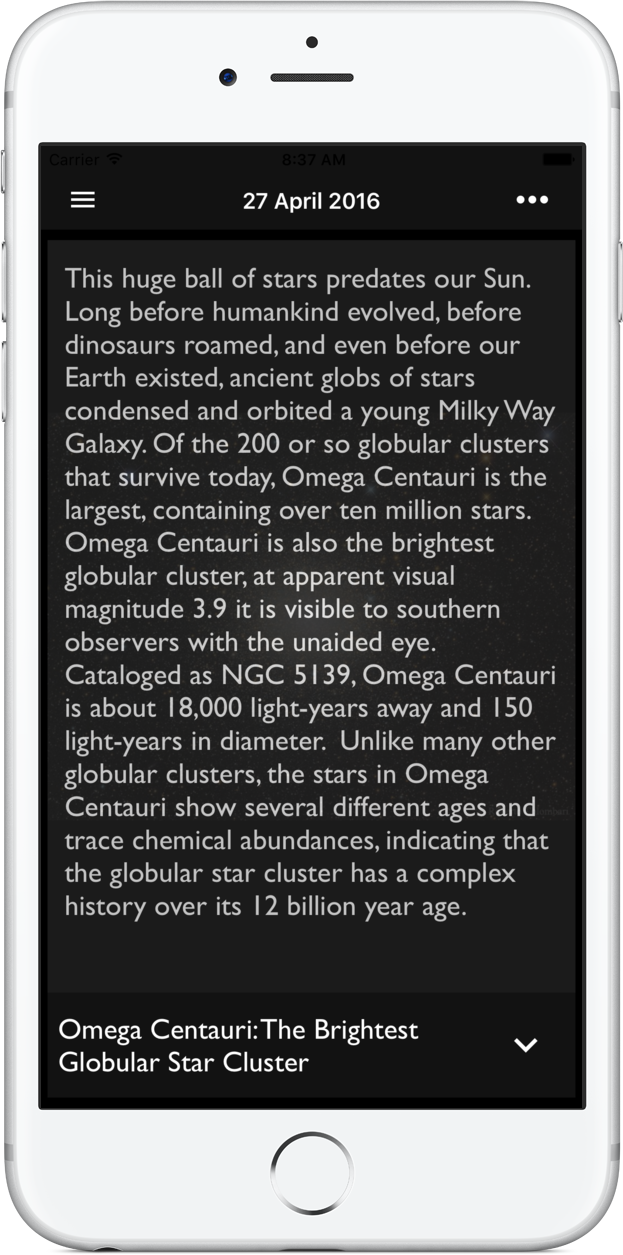 Carrier
8:37 AM
27 April 2016
This huge ball of stars predates our Sun.
Long before humankind evolved, before
dinosaurs roamed, and even before our
Earth existed, ancient globs of stars
condensed and orbited a young Milky Way
Galaxy. Of the 200 or so globular clusters
that survive today, Omega Centauri is the
largest, containing over ten million stars.
Omega Centauri is also the brightest
globular cluster, at apparent visual
magnitude 3.9 it is visible to southern
observers with the unaided eye.
Cataloged as NGC 5139, Omega Centauri
is about 18,000 light-years away and 150
light-years in diameter.  Unlike many other
globular clusters, the stars in Omega
Centauri show several different ages and
trace chemical abundances, indicating that
the globular star cluster has a complex
history over its 12 billion year age.
Omega Centauri: The Brightest
Globular Star Cluster